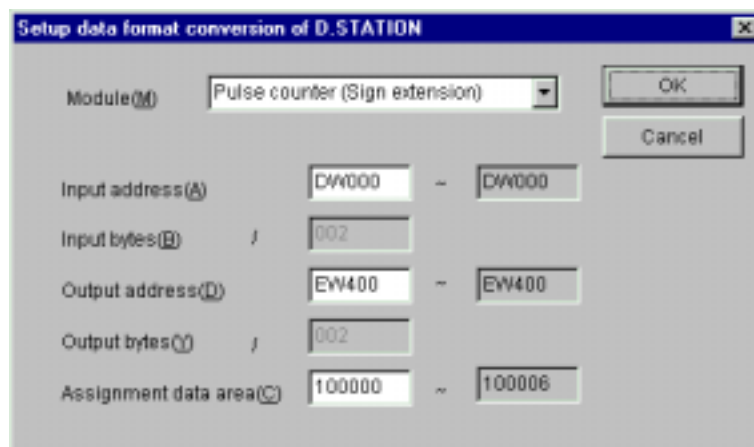 Setup data format conversion of D.STATION
Module(M) Pulse counter (Sign extension) OK
Cancel
Input address(A) DW000 ~ DW000
Input bytes(B) / 002
Output address(D) EW400 ~ EW400
Output bytes(Y) / 002
Assignment data area(C) 100000 ~ 100006